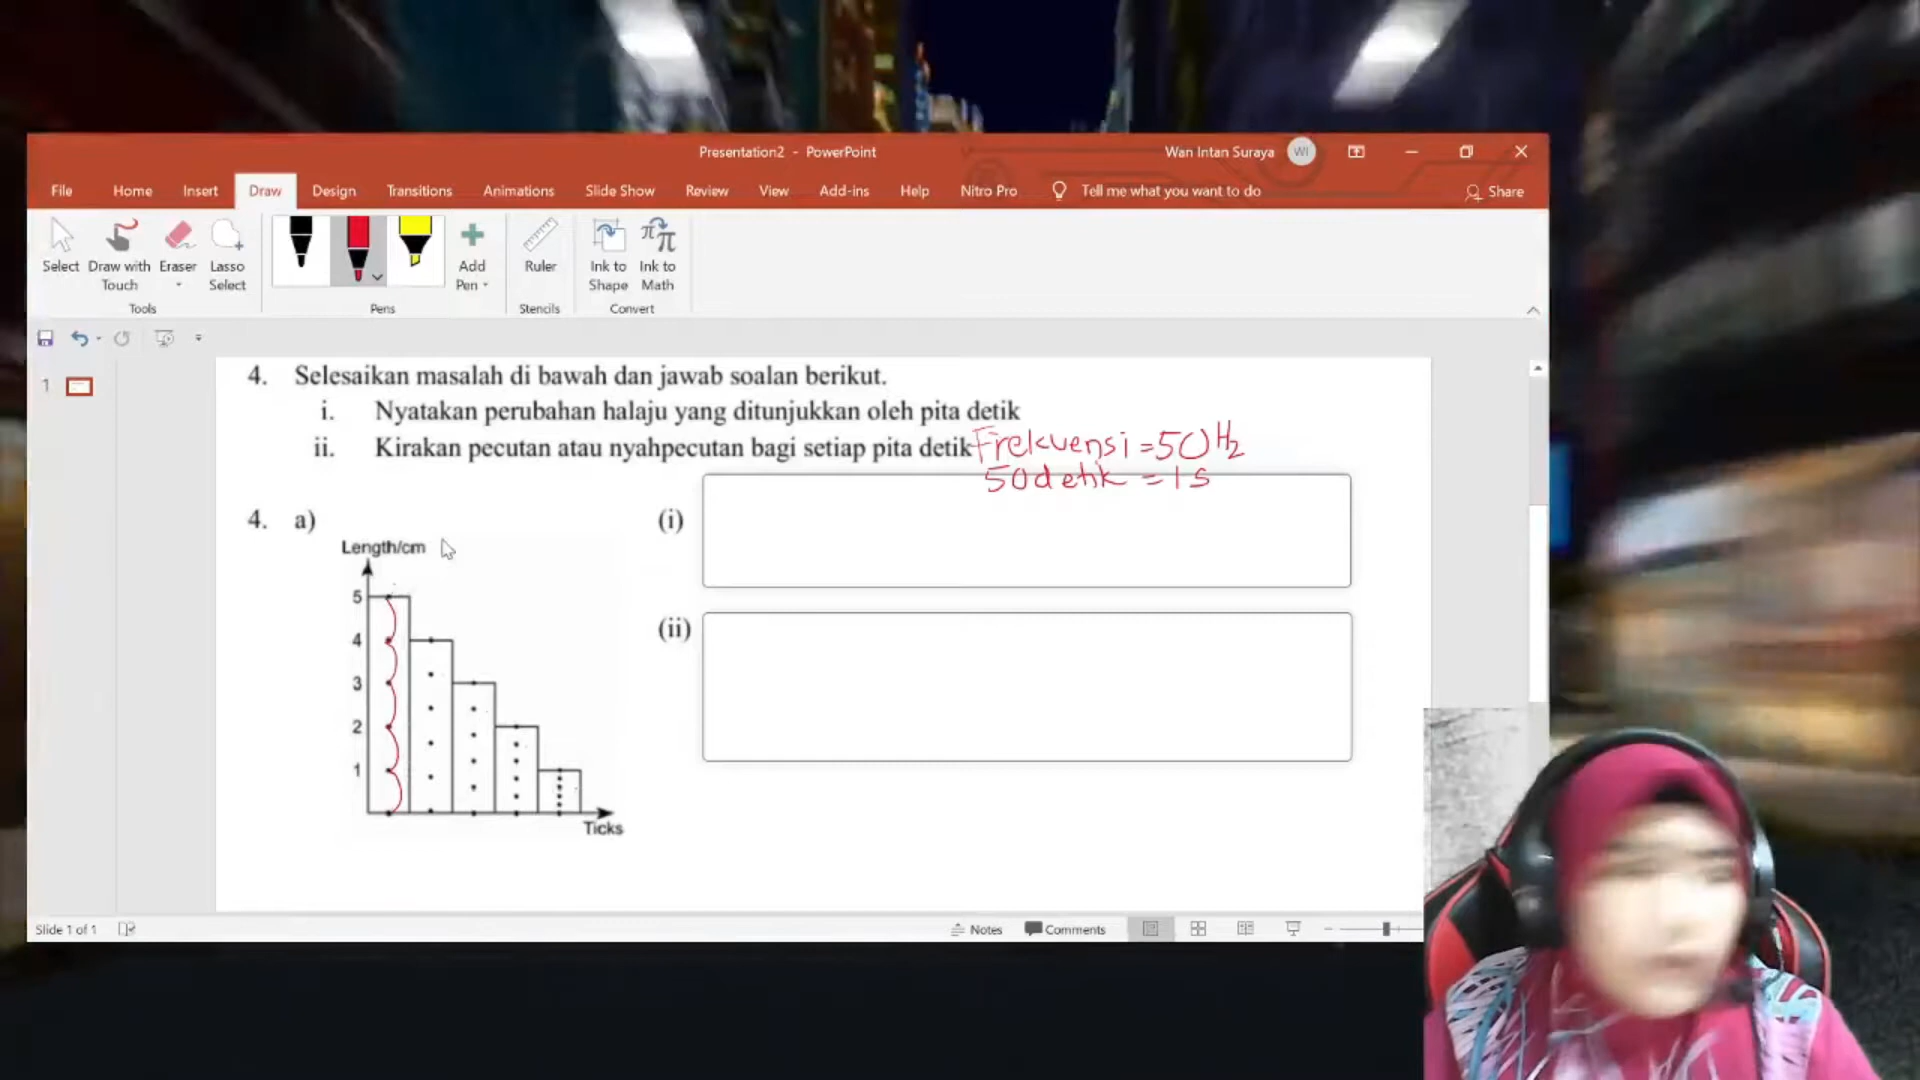 Presentation2 - PowerPoint
Wan Intan Suraya
WI
File Home Insert Draw Design Transitions Animations Slide Show Review View Add-ins Help Nitro Pro Tell me what you want to do Share
Select Draw with Touch Eraser Lasso Select Add Pen Ruler Ink to Shape Ink to Math
Tools Pens Stencils Convert
1
4. Selesaikan masalah di bawah dan jawab soalan berikut.
i. Nyatakan perubahan halaju yang ditunjukkan oleh pita detik
ii. Kirakan pecutan atau nyahpecutan bagi setiap pita detik
Frekuensi = 50 Hz
50 detik = 1 s
4. a)
(i)
(ii)
Length/cm
5
4
3
2
1
Ticks
Slide 1 of 1
Notes Comments